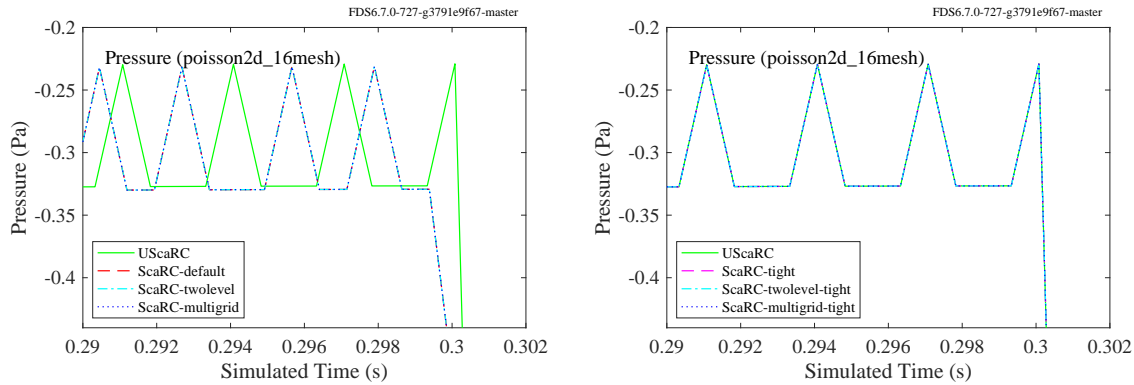 FDS6.7.0-727-g3791e9f67-master
Pressure (poisson2d_16mesh)
-0.2
-0.25
-0.3
-0.35
-0.4
Pressure (Pa)
UScaRC
ScaRC-default
ScaRC-twolevel
ScaRC-multigrid
0.29 0.292 0.294 0.296 0.298 0.3 0.302
Simulated Time (s)
FDS6.7.0-727-g3791e9f67-master
Pressure (poisson2d_16mesh)
-0.2
-0.25
-0.3
-0.35
-0.4
Pressure (Pa)
UScaRC
ScaRC-tight
ScaRC-twolevel-tight
ScaRC-multigrid-tight
0.29 0.292 0.294 0.296 0.298 0.3 0.302
Simulated Time (s)